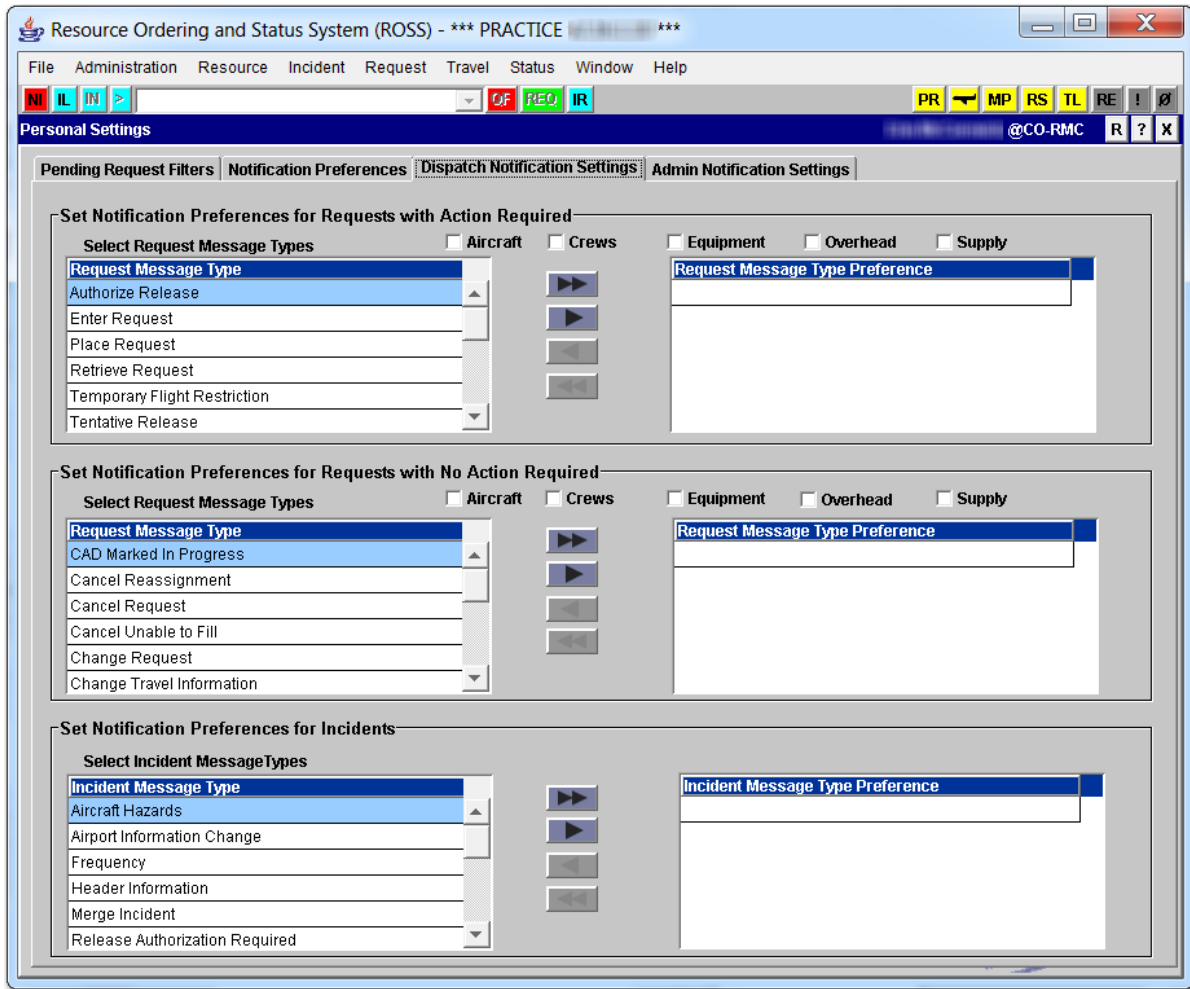 Resource Ordering and Status System (ROSS) - *** PRACTICE ***
File Administration Resource Incident Request Travel Status Window Help
NI IL IN > OF REQ IR PR MP RS TL RE ! Ø
Personal Settings @CO-RMC R ? X
Pending Request Filters Notification Preferences Dispatch Notification Settings Admin Notification Settings
Set Notification Preferences for Requests with Action Required
Select Request Message Types Aircraft Crews Equipment Overhead Supply
Request Message Type Request Message Type Preference
Authorize Release
Enter Request
Place Request
Retrieve Request
Temporary Flight Restriction
Tentative Release
Set Notification Preferences for Requests with No Action Required
Select Request Message Types Aircraft Crews Equipment Overhead Supply
Request Message Type Request Message Type Preference
CAD Marked In Progress
Cancel Reassignment
Cancel Request
Cancel Unable to Fill
Change Request
Change Travel Information
Set Notification Preferences for Incidents
Select Incident MessageTypes
Incident Message Type Incident Message Type Preference
Aircraft Hazards
Airport Information Change
Frequency
Header Information
Merge Incident
Release Authorization Required